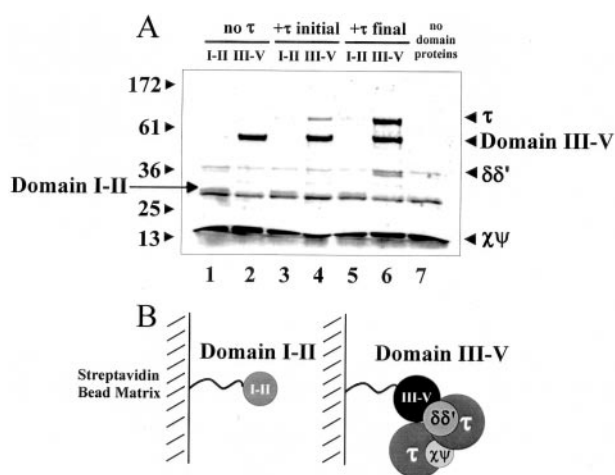 A
no τ +τ initial +τ final no domain proteins
I-II III-V I-II III-V I-II III-V
172
61
36
Domain I-II
25
13
τ
Domain III-V
δδ'
χψ
1 2 3 4 5 6 7
B
Domain I-II
Streptavidin
Bead Matrix
I-II
Domain III-V
III-V
δδ'
τ
τ
χψ